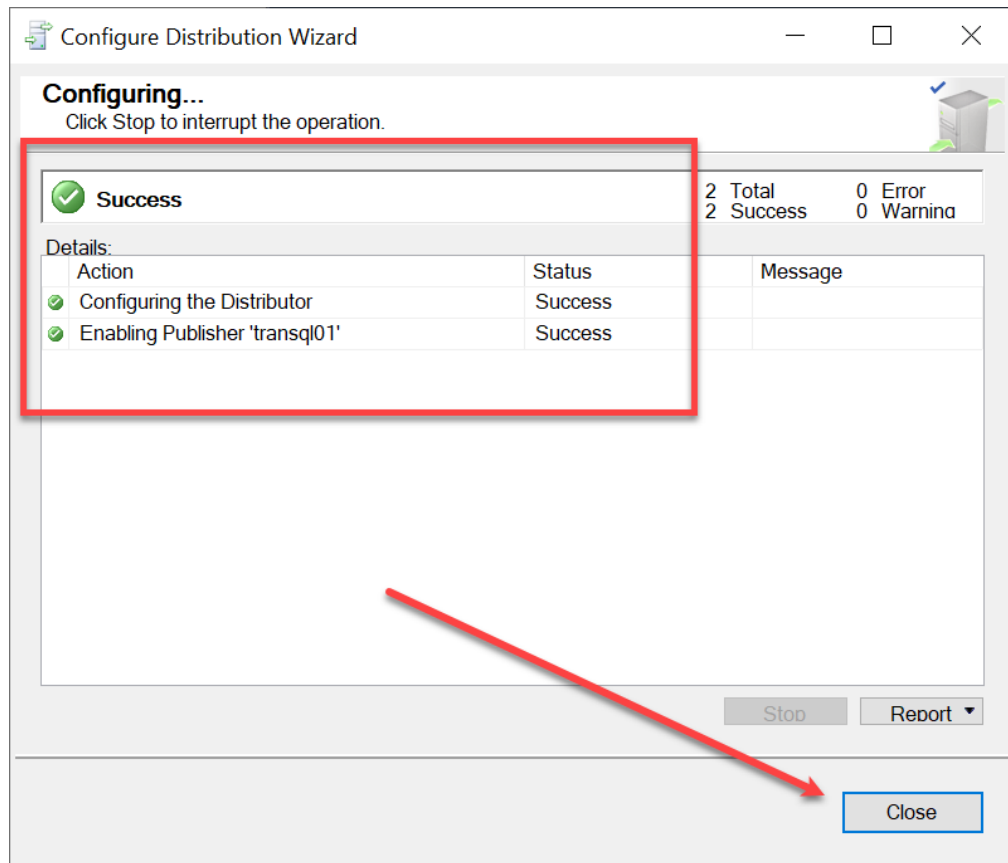 Configure Distribution Wizard
Configuring...
Click Stop to interrupt the operation.
Success
2 Total 0 Error
2 Success 0 Warning
Details:
Action Status Message
Configuring the Distributor Success
Enabling Publisher 'transql01' Success
Stop Report
Close